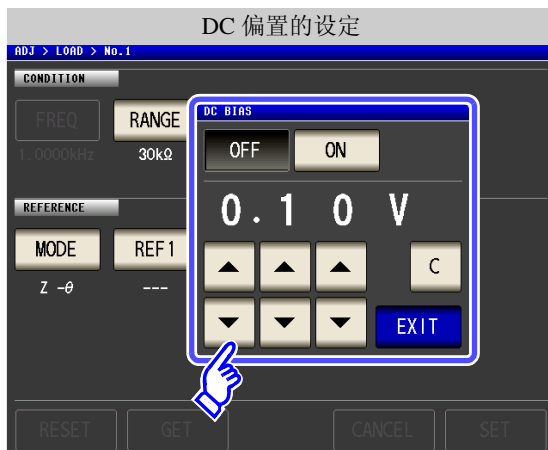 DC 偏置的设定
ADJ > LOAD > No.1
CONDITION
FREQ RANGE
1.0000kHz 30kΩ
DC BIAS
OFF ON
0.10 V
C
EXIT
REFERENCE
MODE REF1
Z -θ ---
RESET GET CANCEL SET